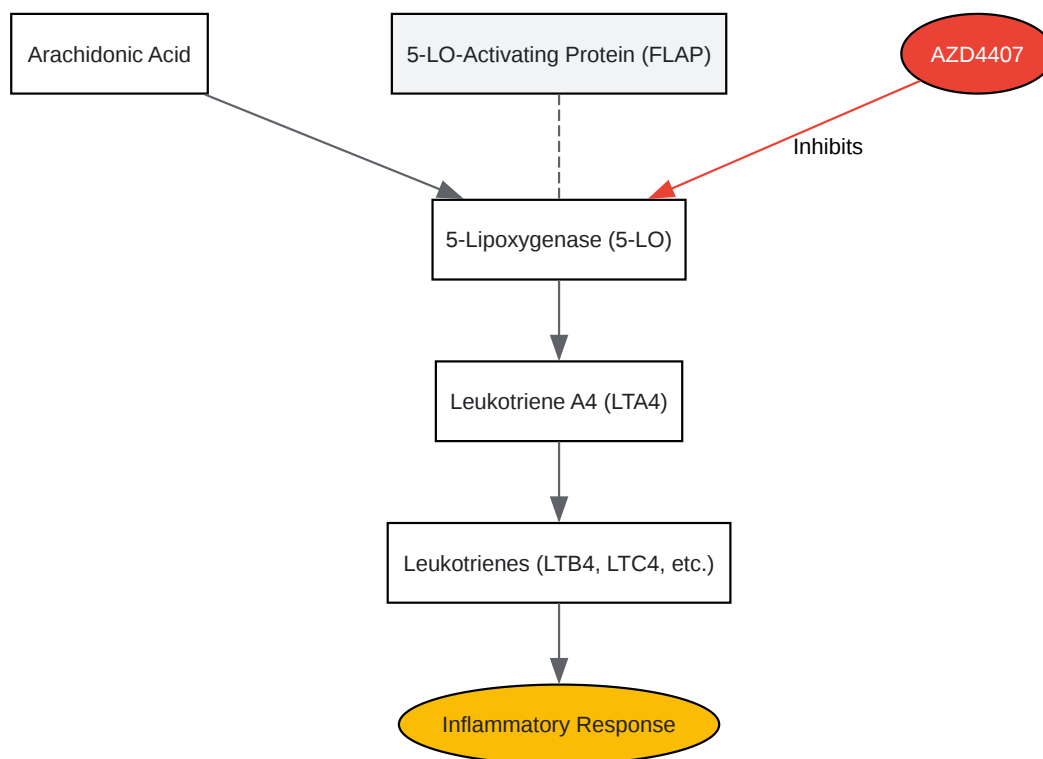 Arachidonic Acid
5-LO-Activating Protein (FLAP)
AZD4407
Inhibits
5-Lipoxygenase (5-LO)
Leukotriene A4 (LTA4)
Leukotrienes (LTB4, LTC4, etc.)
Inflammatory Response